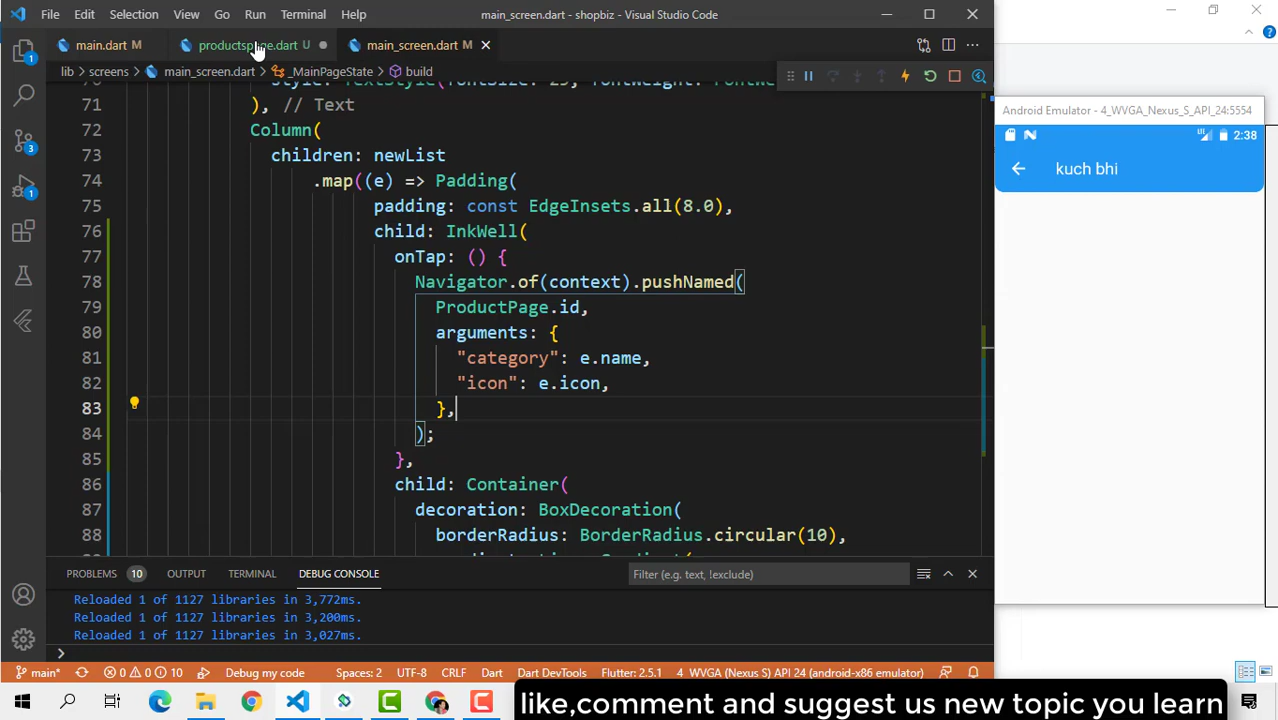 File Edit Selection View Go Run Terminal Help main_screen.dart - shopbiz - Visual Studio Code
main.dart M U main_screen.dart M
lib > screens > main_screen.dart > _MainPageState > build
71 ), // Text
72 Column(
73 children: newList
74 .map((e) => Padding(
75 padding: const EdgeInsets.all(8.0),
76 child: InkWell(
77 onTap: () {
78 Navigator.of(context).pushNamed(
79 ProductPage.id,
80 arguments: {
81 "category": e.name,
82 "icon": e.icon,
83 },
84 );
85 },
86 child: Container(
87 decoration: BoxDecoration(
88 borderRadius: BorderRadius.circular(10),
PROBLEMS 10 OUTPUT TERMINAL DEBUG CONSOLE Filter (e.g. text, !exclude)
Reloaded 1 of 1127 libraries in 3,772ms.
Reloaded 1 of 1127 libraries in 3,200ms.
Reloaded 1 of 1127 libraries in 3,027ms.
main* 0 0 10 Debug my code Spaces: 2 UTF-8 CRLF Dart Dart DevTools Flutter: 2.5.1 4_WVGA (Nexus S) API 24 (android-x86 emulator)
Android Emulator - 4_WVGA_Nexus_S_API_24:5554
2:38
kuch bhi
1
3
1
like,comment and suggest us new topic you learn